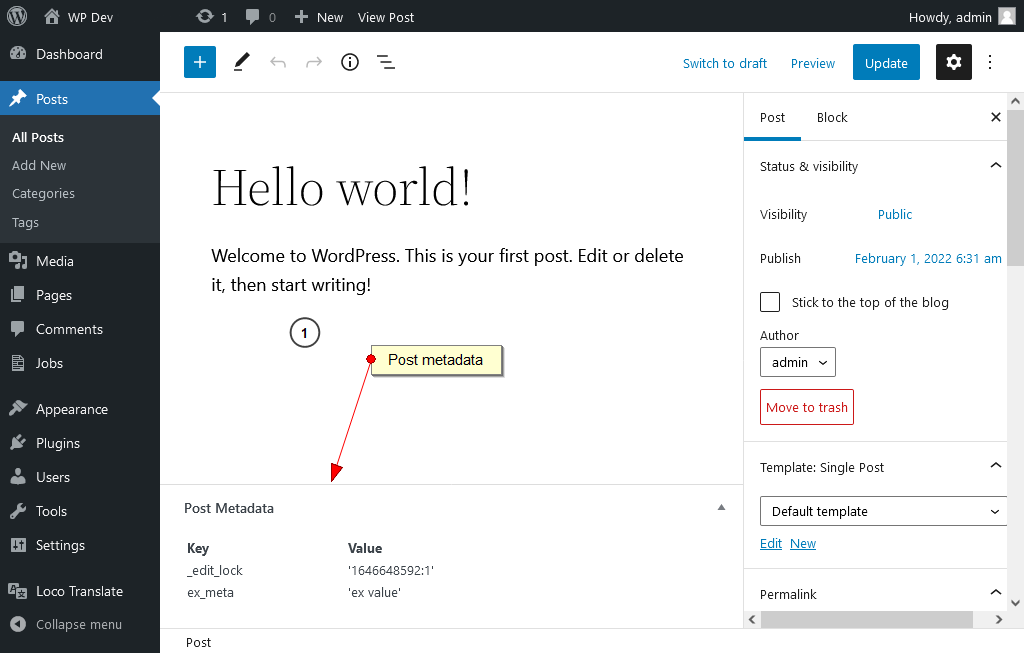 WP Dev 1 0 New View Post Howdy, admin
Dashboard
Posts
All Posts
Add New
Categories
Tags
Media
Pages
Comments
Jobs
Appearance
Plugins
Users
Tools
Settings
Loco Translate
Collapse menu
Switch to draft Preview Update
Hello world!
Welcome to WordPress. This is your first post. Edit or delete
it, then start writing!
1
Post metadata
Post Metadata
Key Value
_edit_lock '1646648592:1'
ex_meta 'ex value'
Post
Post Block
Status & visibility
Visibility Public
Publish February 1, 2022 6:31 am
Stick to the top of the blog
Author
admin
Move to trash
Template: Single Post
Default template
Edit New
Permalink